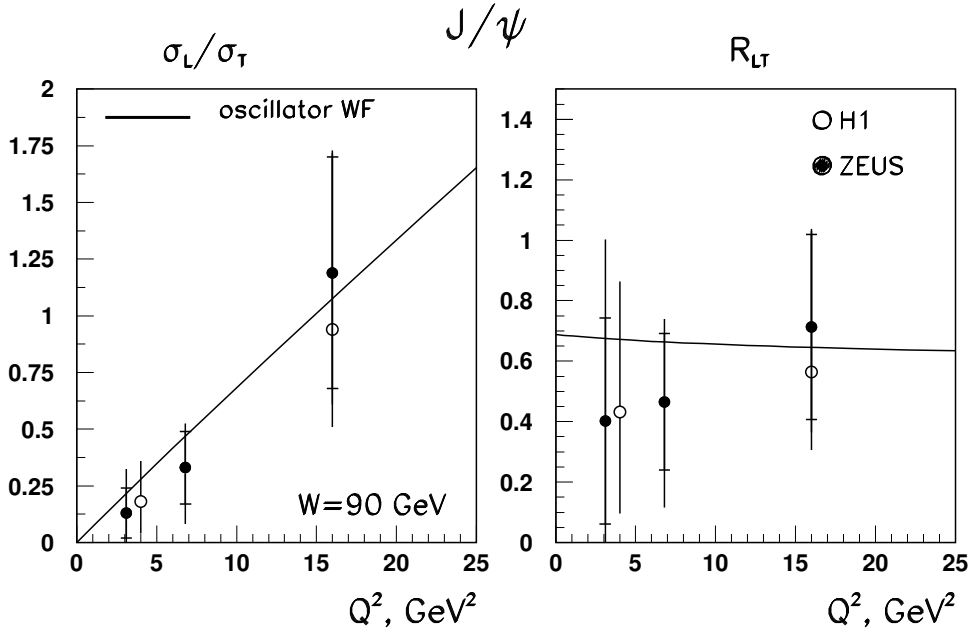 J/ψ
σL/σT
RLT
2
1.75
1.5
1.25
1
0.75
0.5
0.25
0
oscillator WF
W=90 GeV
0 5 10 15 20 25
Q², GeV²
1.4
1.2
1
0.8
0.6
0.4
0.2
0
H1
ZEUS
0 5 10 15 20 25
Q², GeV²